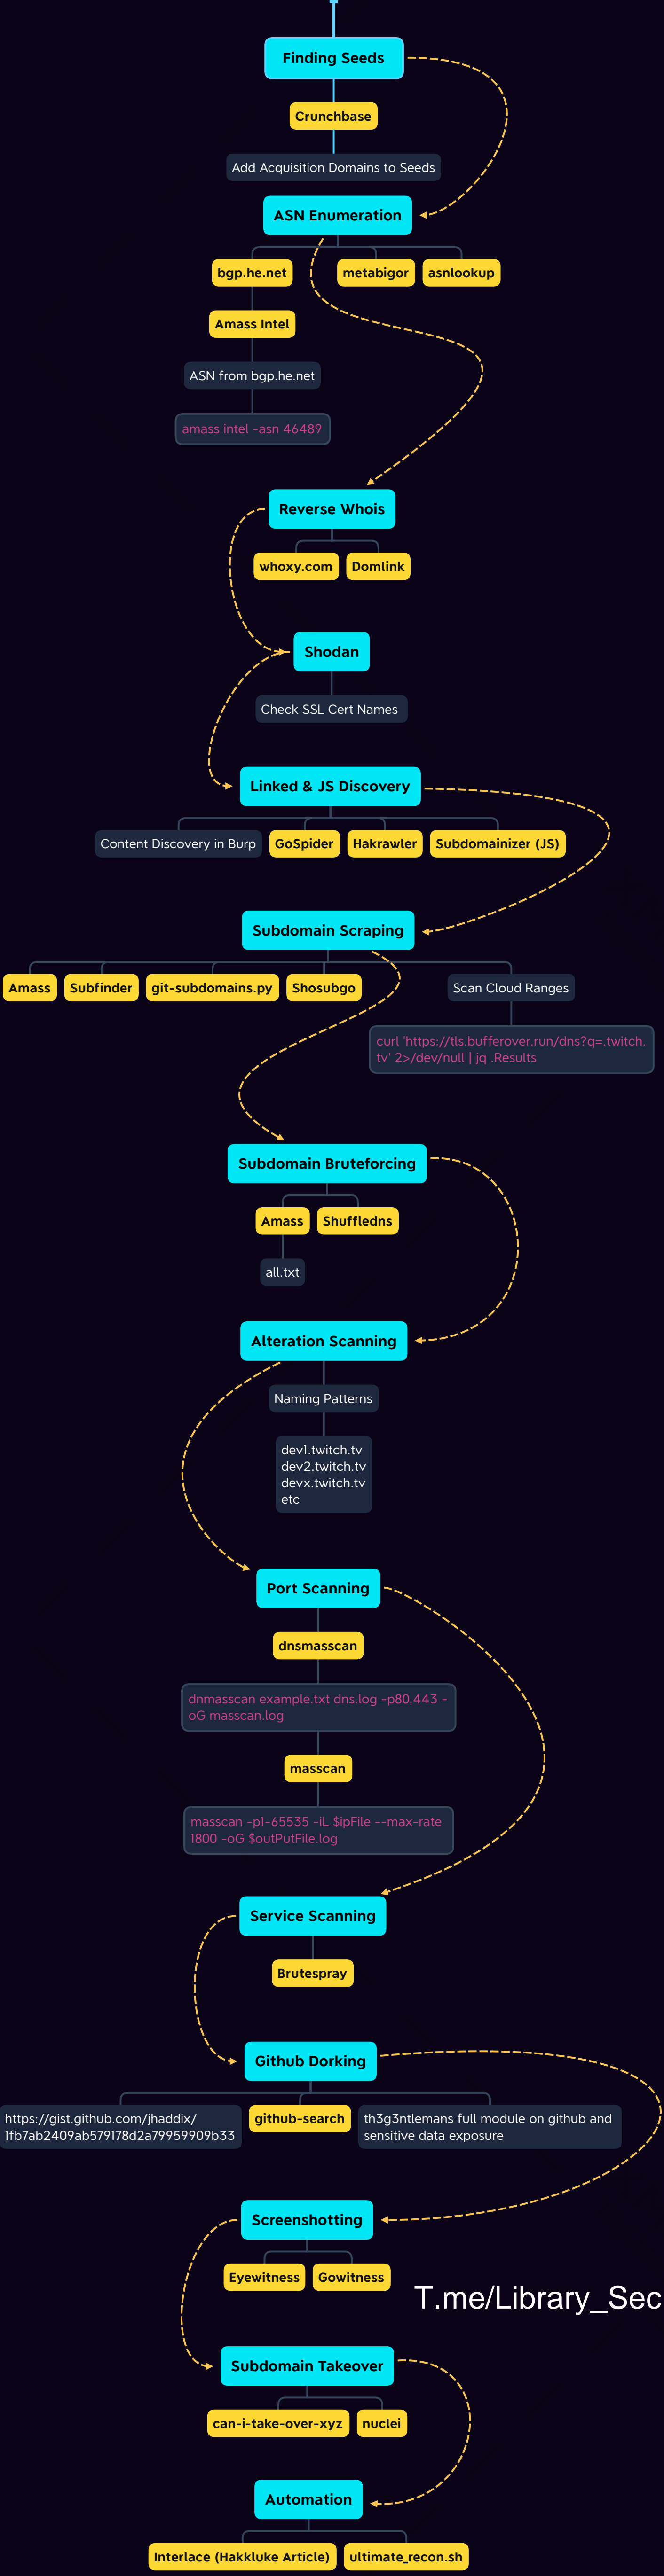 Finding Seeds
Crunchbase
Add Acquisition Domains to Seeds
ASN Enumeration
bgp.he.net
metabigor
asnlookup
Amass Intel
ASN from bgp.he.net
amass intel -asn 46489
Reverse Whois
whoxy.com
Domlink
Shodan
Check SSL Cert Names
Linked & JS Discovery
Content Discovery in Burp
GoSpider
Hakrawler
Subdomainizer (JS)
Subdomain Scraping
Amass
Subfinder
git-subdomains.py
Shosubgo
Scan Cloud Ranges
curl 'https://tls.bufferover.run/dns?q=.twitch.
tv' 2>/dev/null | jq .Results
Subdomain Bruteforcing
Amass
Shuffledns
all.txt
Alteration Scanning
Naming Patterns
dev1.twitch.tv
dev2.twitch.tv
devx.twitch.tv
etc
Port Scanning
dnsmasscan
dnmasscan example.txt dns.log -p80,443 -
oG masscan.log
masscan
masscan -p1-65535 -iL $ipFile --max-rate
1800 -oG $outPutFile.log
Service Scanning
Brutespray
Github Dorking
https://gist.github.com/jhaddix/
1fb7ab2409ab579178d2a79959909b33
github-search
th3g3ntlemans full module on github and
sensitive data exposure
Screenshotting
Eyewitness
Gowitness
T.me/Library_Sec
Subdomain Takeover
can-i-take-over-xyz
nuclei
Automation
Interlace (Hakkluke Article)
ultimate_recon.sh